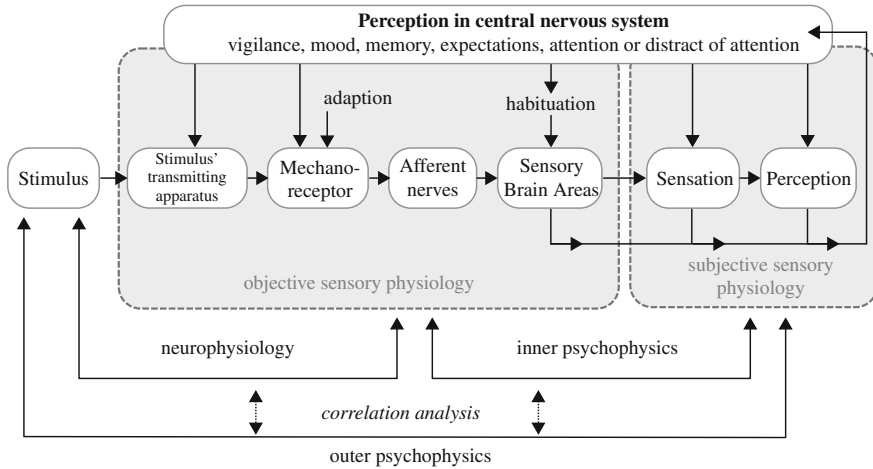 Perception in central nervous system
vigilance, mood, memory, expectations, attention or distract of attention
adaption
habituation
Stimulus
Stimulus'
transmitting
apparatus
Mechano-
receptor
Afferent
nerves
Sensory
Brain Areas
Sensation
Perception
objective sensory physiology
subjective sensory
physiology
neurophysiology
inner psychophysics
correlation analysis
outer psychophysics